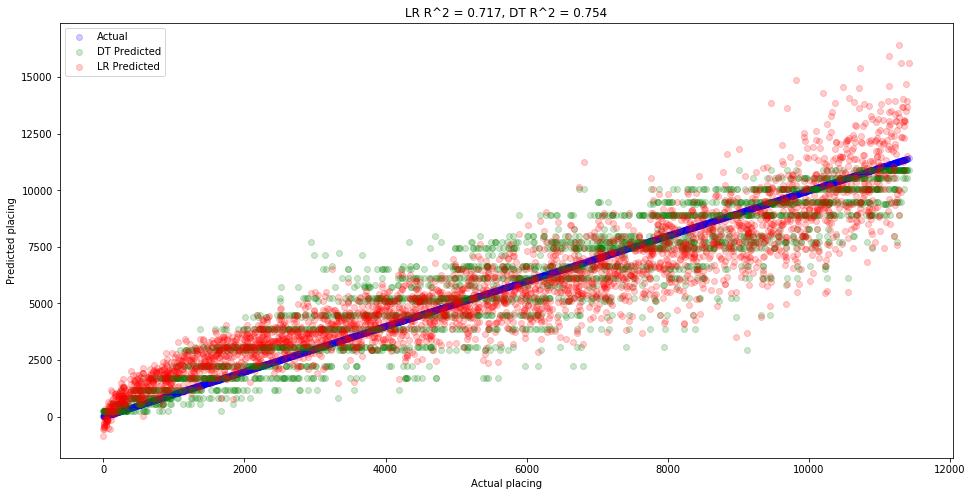 LR R^2 = 0.717, DT R^2 = 0.754
Actual
DT Predicted
LR Predicted
15000
12500
10000
7500
5000
2500
0
Predicted placing
0 2000 4000 6000 8000 10000 12000
Actual placing